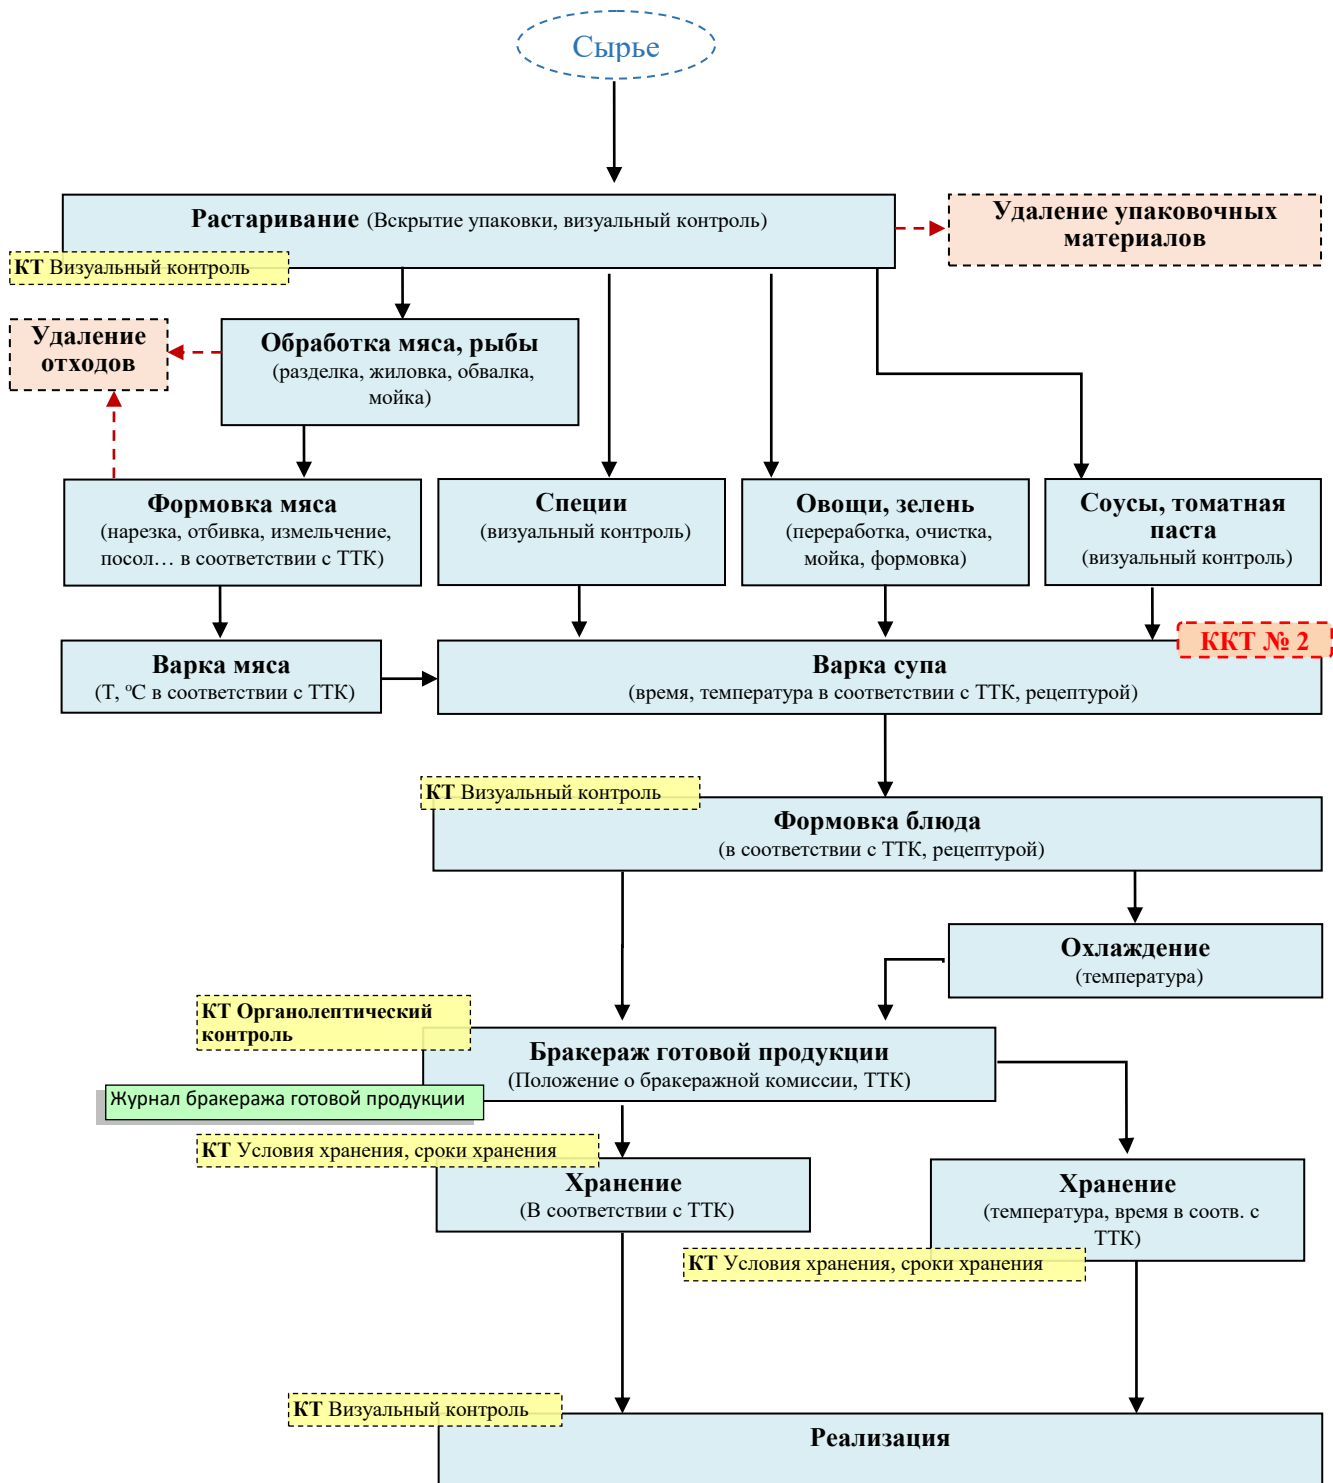 Сырье
Растаривание (Вскрытие упаковки, визуальный контроль)
Удаление упаковочных
материалов
КТ Визуальный контроль
Удаление
отходов
Обработка мяса, рыбы
(разделка, жиловка, обвалка,
мойка)
Формовка мяса
(нарезка, отбивка, измельчение,
посол… в соответствии с ТТК)
Специи
(визуальный контроль)
Овощи, зелень
(переработка, очистка,
мойка, формовка)
Соусы, томатная
паста
(визуальный контроль)
ККТ № 2
Варка мяса
(Т, °С в соответствии с ТТК)
Варка супа
(время, температура в соответствии с ТТК, рецептурой)
КТ Визуальный контроль
Формовка блюда
(в соответствии с ТТК, рецептурой)
Охлаждение
(температура)
КТ Органолептический
контроль
Бракераж готовой продукции
(Положение о бракеражной комиссии, ТТК)
Журнал бракеража готовой продукции
КТ Условия хранения, сроки хранения
Хранение
(В соответствии с ТТК)
Хранение
(температура, время в соотв. с
ТТК)
КТ Условия хранения, сроки хранения
КТ Визуальный контроль
Реализация